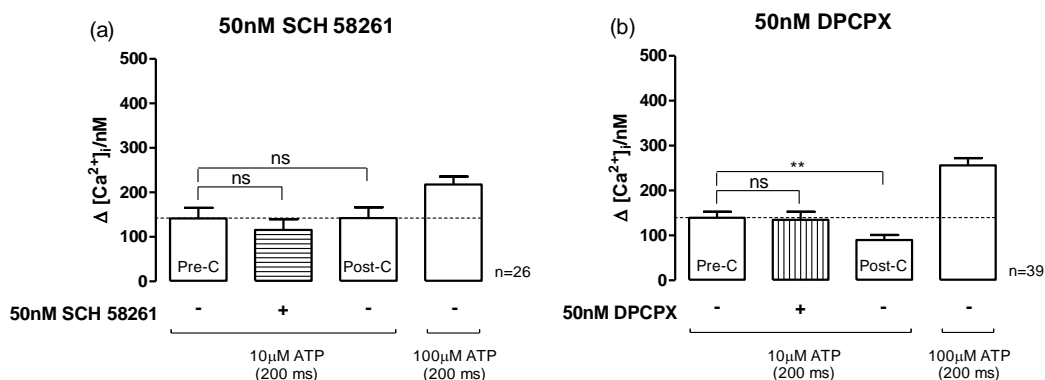 (a)
50nM SCH 58261
Δ [Ca²⁺]ᵢ/nM
500
400
300
200
100
0
ns
ns
Pre-C
Post-C
n=26
50nM SCH 58261
-
+
-
-
10μM ATP
(200 ms)
100μM ATP
(200 ms)
(b)
50nM DPCPX
Δ [Ca²⁺]ᵢ/nM
500
400
300
200
100
0
**
ns
Pre-C
Post-C
n=39
50nM DPCPX
-
+
-
-
10μM ATP
(200 ms)
100μM ATP
(200 ms)